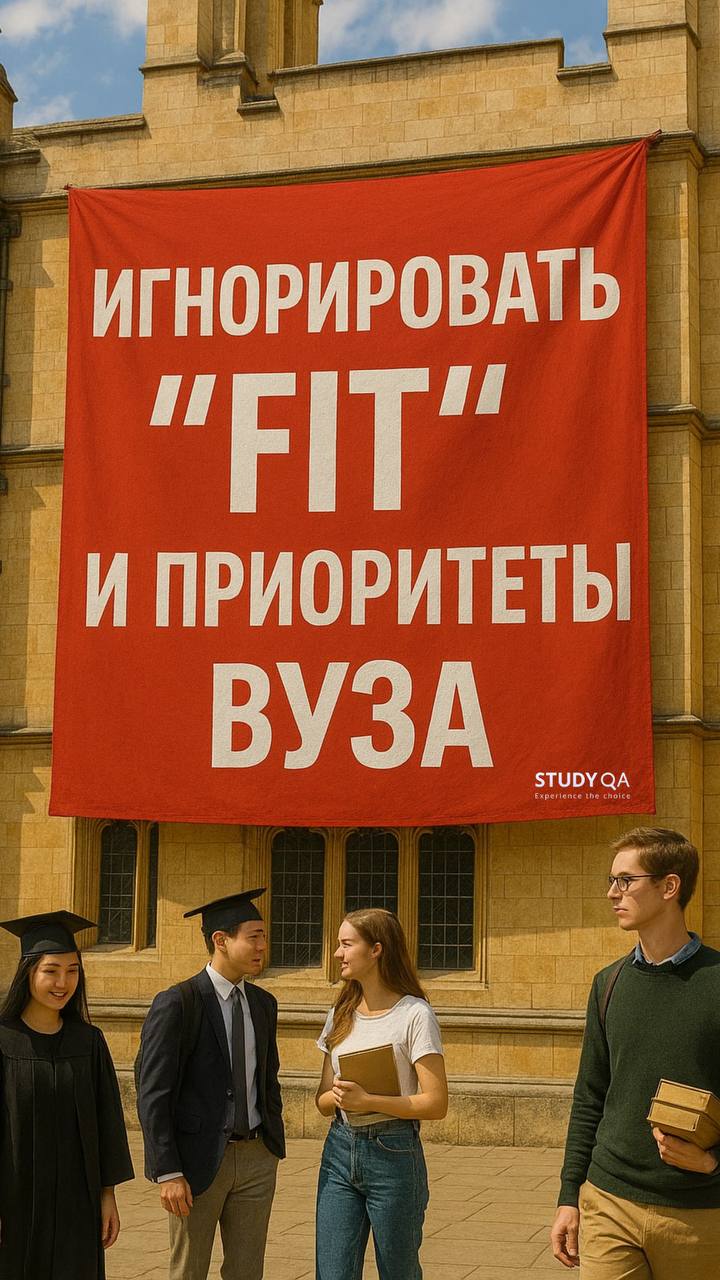 ИГНОРИРОВАТЬ
"FIT"
И ПРИОРИТЕТЫ
ВУЗА
STUDY QA
Experience the choice